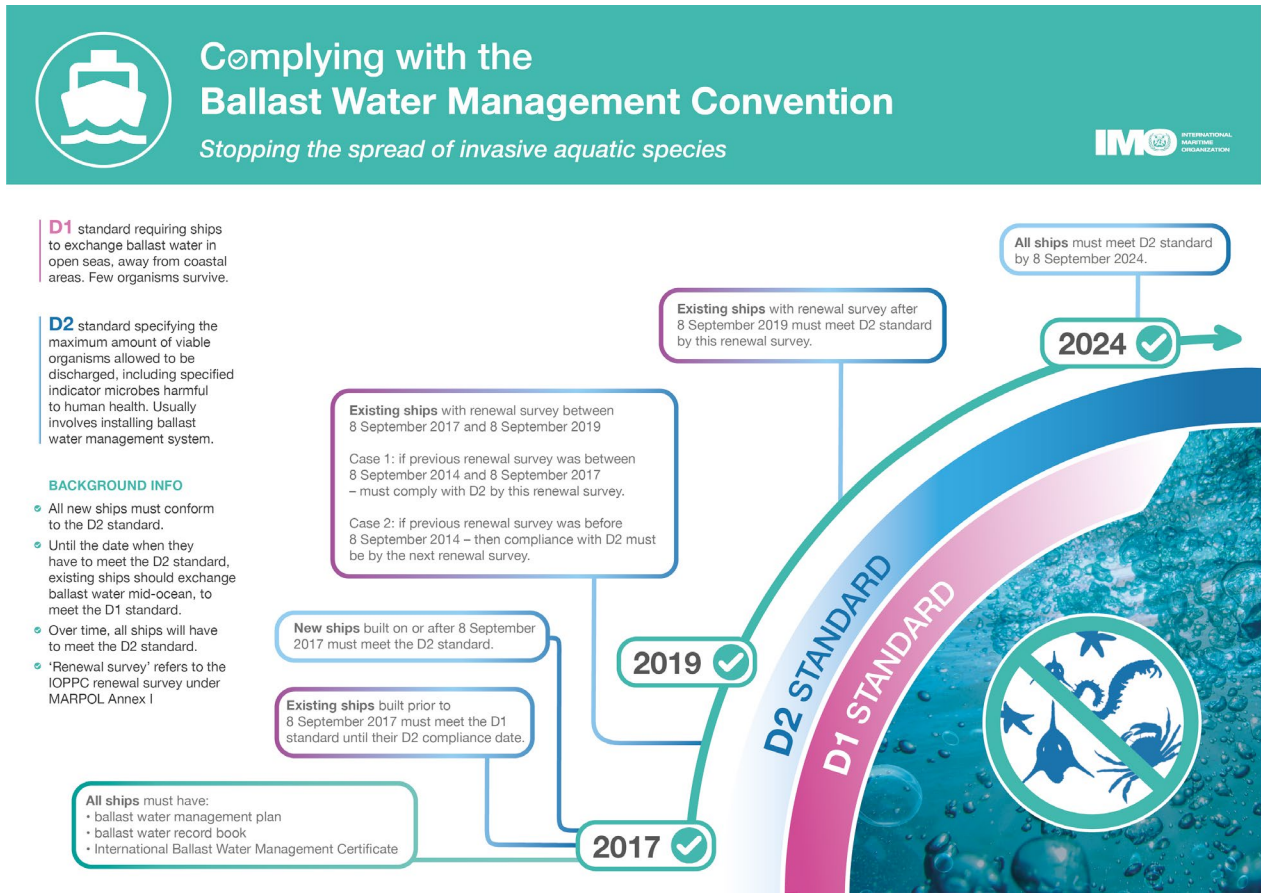 Complying with the
Ballast Water Management Convention
Stopping the spread of invasive aquatic species
IMO
INTERNATIONAL
MARITIME
ORGANIZATION
D1 standard requiring ships
to exchange ballast water in
open seas, away from coastal
areas. Few organisms survive.
D2 standard specifying the
maximum amount of viable
organisms allowed to be
discharged, including specified
indicator microbes harmful
to human health. Usually
involves installing ballast
water management system.
BACKGROUND INFO
All new ships must conform
to the D2 standard.
Until the date when they
have to meet the D2 standard,
existing ships should exchange
ballast water mid-ocean, to
meet the D1 standard.
Over time, all ships will have
to meet the D2 standard.
‘Renewal survey’ refers to the
IOPPC renewal survey under
MARPOL Annex I
All ships must meet D2 standard
by 8 September 2024.
2024
Existing ships with renewal survey after
8 September 2019 must meet D2 standard
by this renewal survey.
Existing ships with renewal survey between
8 September 2017 and 8 September 2019
Case 1: if previous renewal survey was between
8 September 2014 and 8 September 2017
– must comply with D2 by this renewal survey.
Case 2: if previous renewal survey was before
8 September 2014 – then compliance with D2 must
be by the next renewal survey.
2019
New ships built on or after 8 September
2017 must meet the D2 standard.
Existing ships built prior to
8 September 2017 must meet the D1
standard until their D2 compliance date.
All ships must have:
• ballast water management plan
• ballast water record book
• International Ballast Water Management Certificate
2017
D2 STANDARD
D1 STANDARD